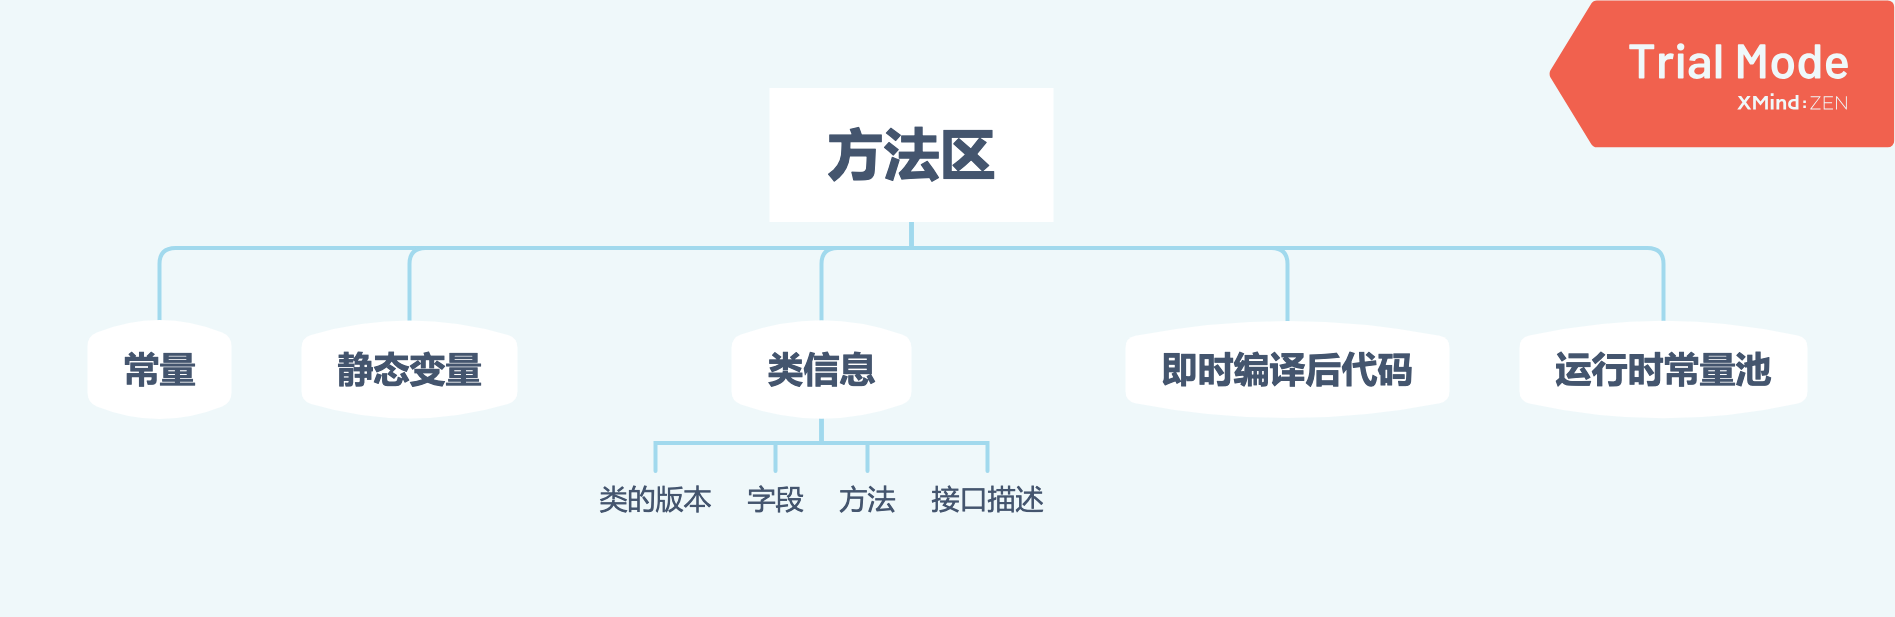 Trial Mode
XMind:ZEN
方法区
常量
静态变量
类信息
即时编译后代码
运行时常量池
类的版本
字段
方法
接口描述